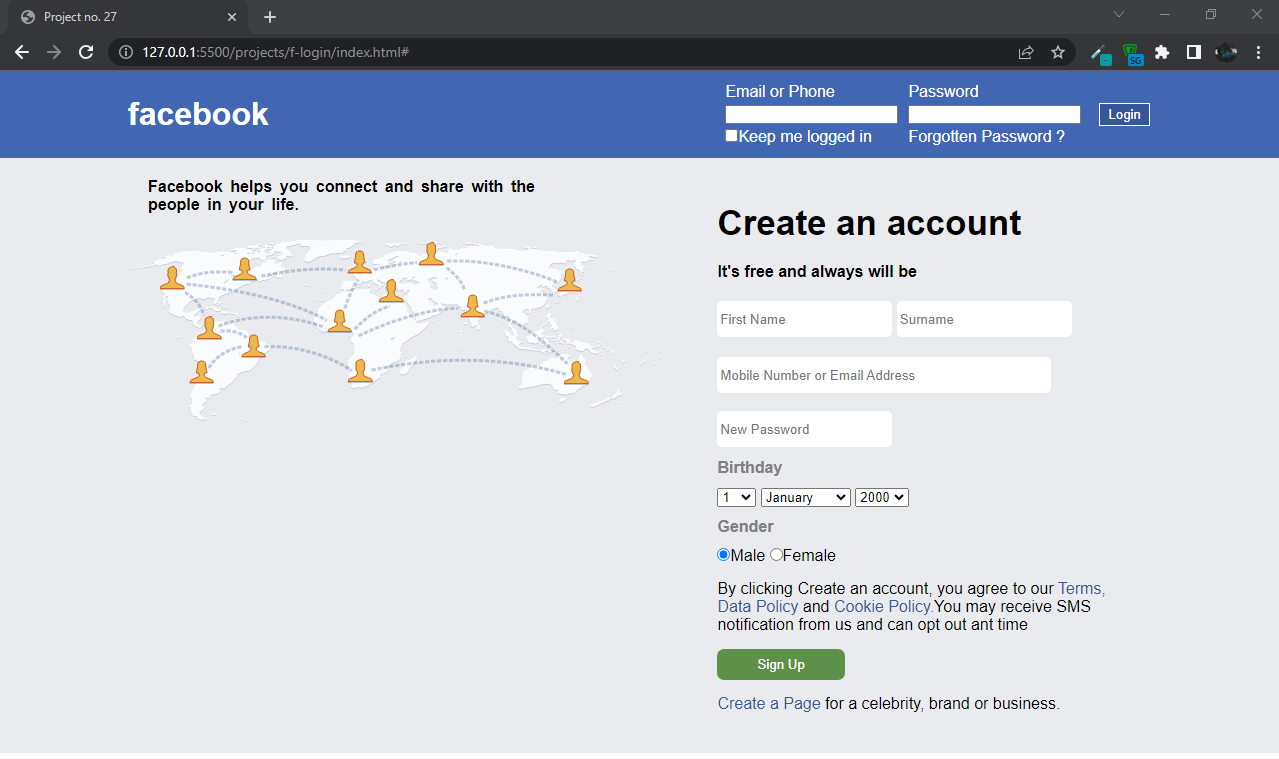 Project no. 27
127.0.0.1:5500/projects/f-login/index.html#
SG
facebook
Email or Phone
Password
Login
Keep me logged in
Forgotten Password ?
Facebook helps you connect and share with the
people in your life.
Create an account
It's free and always will be
First Name
Surname
Mobile Number or Email Address
New Password
Birthday
1 January 2000
Gender
Male Female
By clicking Create an account, you agree to our Terms,
Data Policy and Cookie Policy.You may receive SMS
notification from us and can opt out ant time
Sign Up
Create a Page for a celebrity, brand or business.